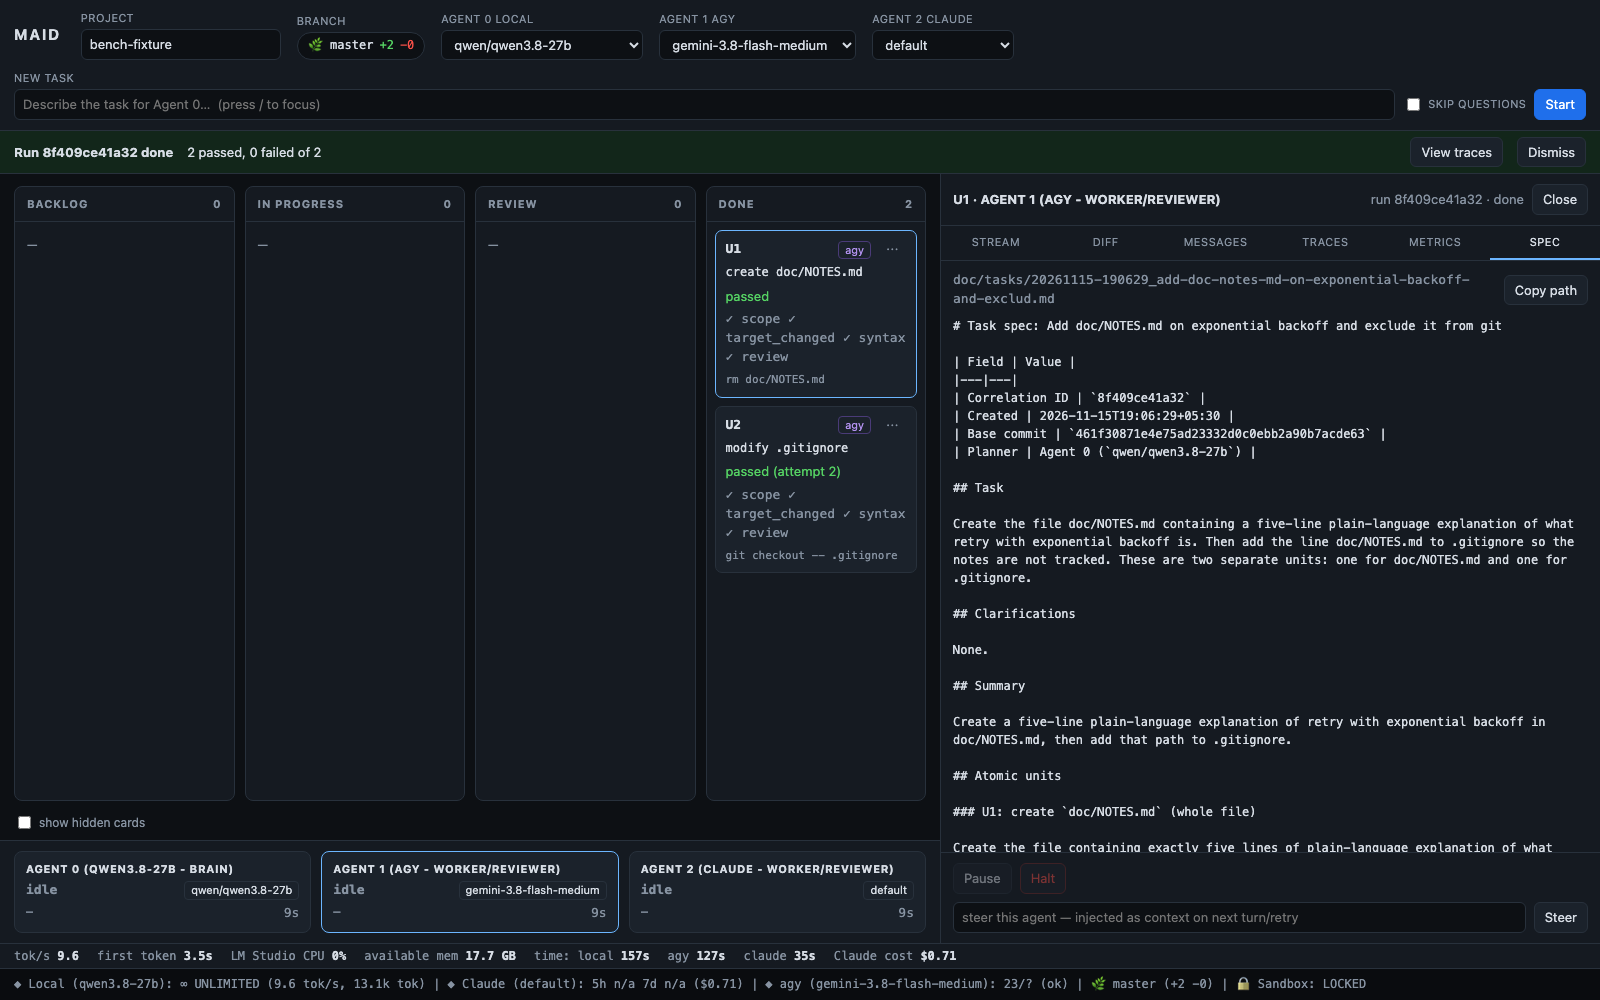 MAID
PROJECT
bench-fixture
BRANCH
master +2 −0
AGENT 0 LOCAL
qwen/qwen3.8-27b
AGENT 1 AGY
gemini-3.8-flash-medium
AGENT 2 CLAUDE
default
NEW TASK
Describe the task for Agent 0… (press / to focus)
SKIP QUESTIONS
Start
Run 8f409ce41a32 done 2 passed, 0 failed of 2
View traces
Dismiss
BACKLOG 0
—
IN PROGRESS 0
—
REVIEW 0
—
DONE 2
U1 agy ···
create doc/NOTES.md
passed
✓ scope ✓
target_changed ✓ syntax
✓ review
rm doc/NOTES.md
U2 agy ···
modify .gitignore
passed (attempt 2)
✓ scope ✓
target_changed ✓ syntax
✓ review
git checkout -- .gitignore
show hidden cards
U1 · AGENT 1 (AGY - WORKER/REVIEWER)
run 8f409ce41a32 · done
Close
STREAM DIFF MESSAGES TRACES METRICS SPEC
doc/tasks/20261115-190629_add-doc-notes-md-on-exponential-backoff-
and-exclud.md
Copy path
# Task spec: Add doc/NOTES.md on exponential backoff and exclude it from git
| Field | Value |
|---|---|
| Correlation ID | `8f409ce41a32` |
| Created | 2026-11-15T19:06:29+05:30 |
| Base commit | `461f30871e4e75ad23332d0c0ebb2a90b7acde63` |
| Planner | Agent 0 (`qwen/qwen3.8-27b`) |
## Task
Create the file doc/NOTES.md containing a five-line plain-language explanation of what
retry with exponential backoff is. Then add the line doc/NOTES.md to .gitignore so the
notes are not tracked. These are two separate units: one for doc/NOTES.md and one for
.gitignore.
## Clarifications
None.
## Summary
Create a five-line plain-language explanation of retry with exponential backoff in
doc/NOTES.md, then add that path to .gitignore.
## Atomic units
### U1: create `doc/NOTES.md` (whole file)
Create the file containing exactly five lines of plain-language explanation of what
Pause
Halt
steer this agent — injected as context on next turn/retry
Steer
AGENT 0 (QWEN3.8-27B - BRAIN)
idle qwen/qwen3.8-27b
— 9s
AGENT 1 (AGY - WORKER/REVIEWER)
idle gemini-3.8-flash-medium
— 9s
AGENT 2 (CLAUDE - WORKER/REVIEWER)
idle default
— 9s
tok/s 9.6 first token 3.5s LM Studio CPU 0% available mem 17.7 GB time: local 157s agy 127s claude 35s Claude cost $0.71
◆ Local (qwen3.8-27b): ∞ UNLIMITED (9.6 tok/s, 13.1k tok) | ◆ Claude (default): 5h n/a 7d n/a ($0.71) | ◆ agy (gemini-3.8-flash-medium): 23/? (ok) | 🌿 master (+2 −0) | 🔒 Sandbox: LOCKED